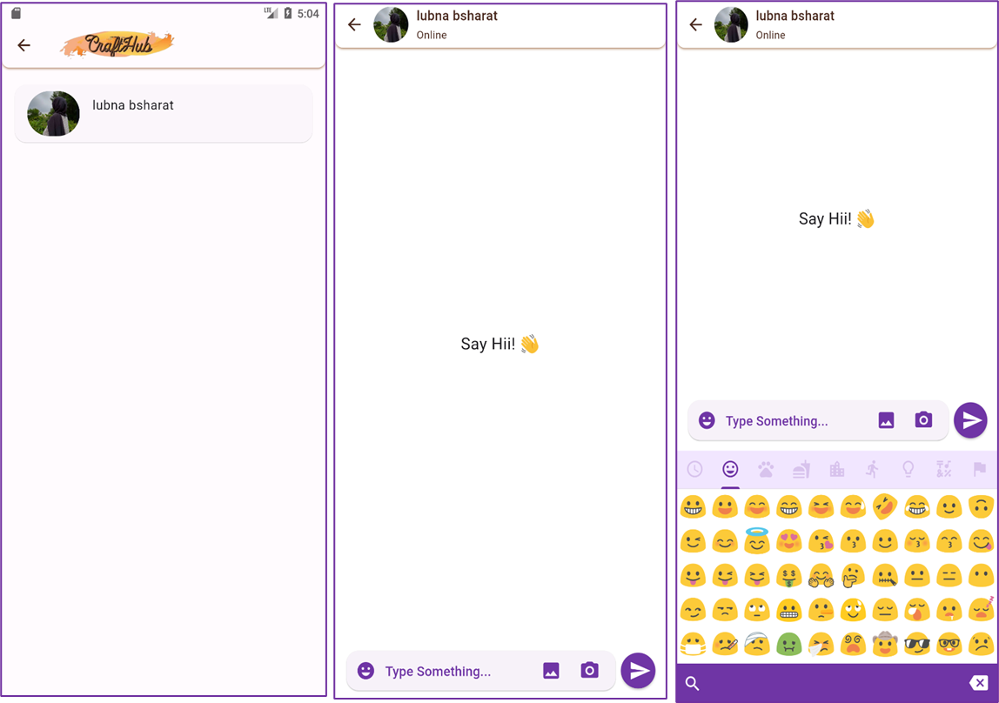 LTE 5:04
CraftHub
lubna bsharat
lubna bsharat
Online
Say Hii! 👋
Type Something...
lubna bsharat
Online
Say Hii! 👋
Type Something...